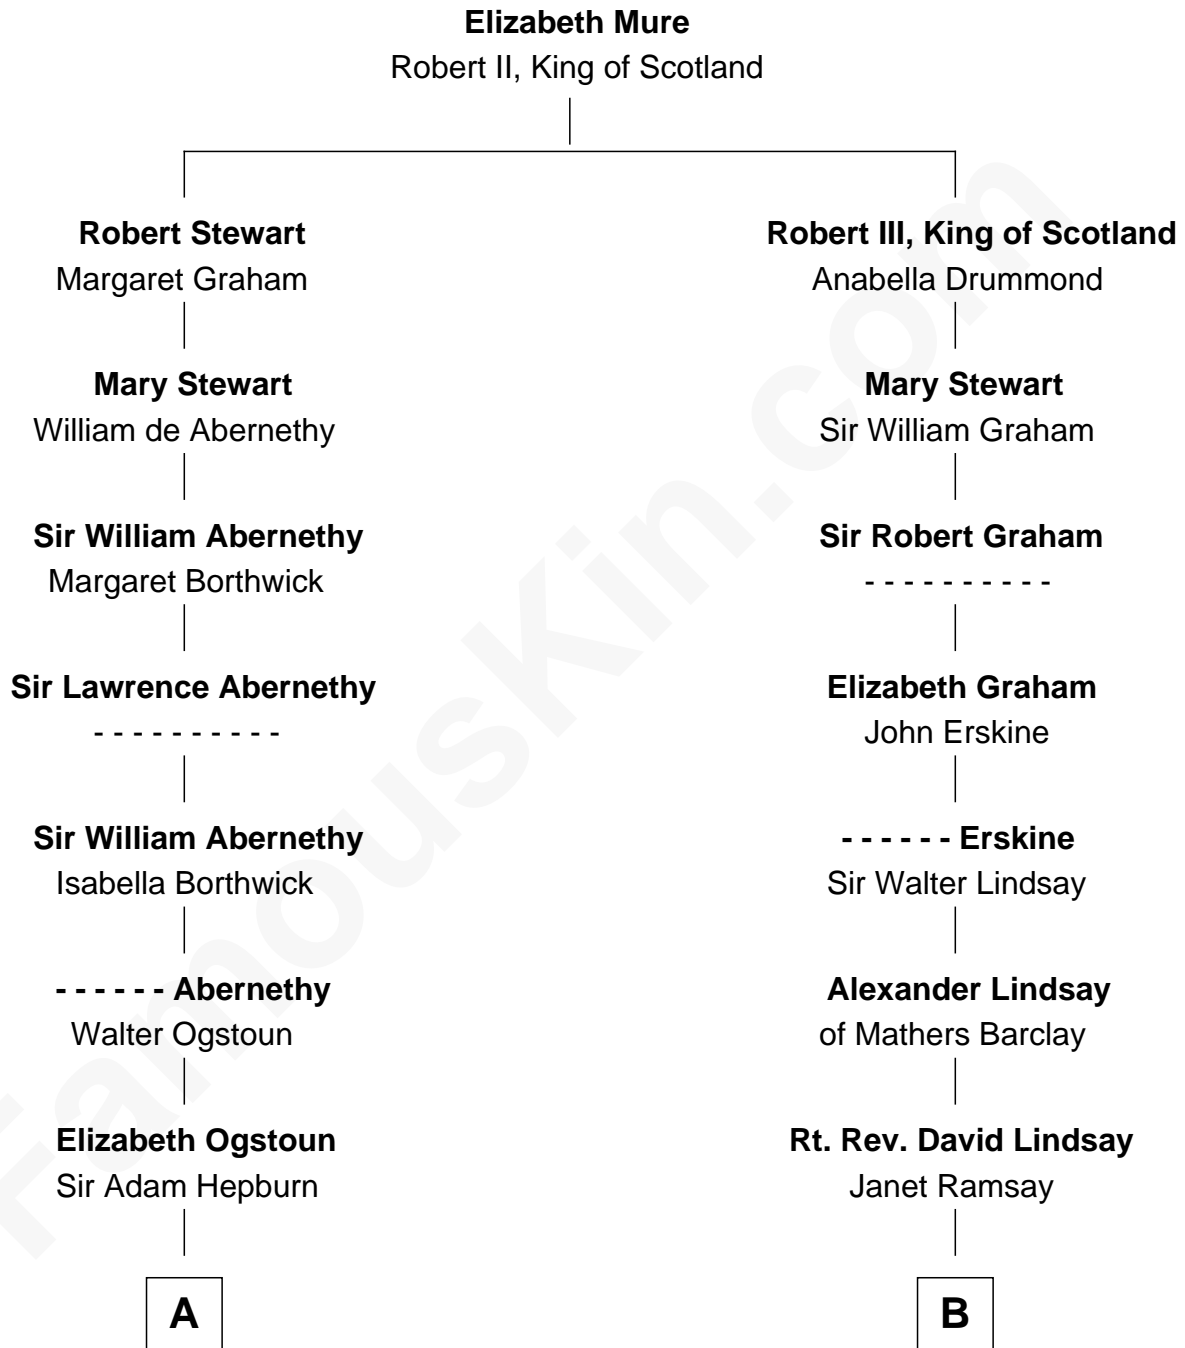 Elizabeth Mure
Robert II, King of Scotland
Robert Stewart
Margaret Graham
Mary Stewart
William de Abernethy
Sir William Abernethy
Margaret Borthwick
Sir Lawrence Abernethy
- - - - - - - - - -
Sir William Abernethy
Isabella Borthwick
- - - - - - Abernethy
Walter Ogstoun
Elizabeth Ogstoun
Sir Adam Hepburn
A
Robert III, King of Scotland
Anabella Drummond
Mary Stewart
Sir William Graham
Sir Robert Graham
- - - - - - - - - -
Elizabeth Graham
John Erskine
- - - - - - Erskine
Sir Walter Lindsay
Alexander Lindsay
of Mathers Barclay
Rt. Rev. David Lindsay
Janet Ramsay
B
FamousKin.com